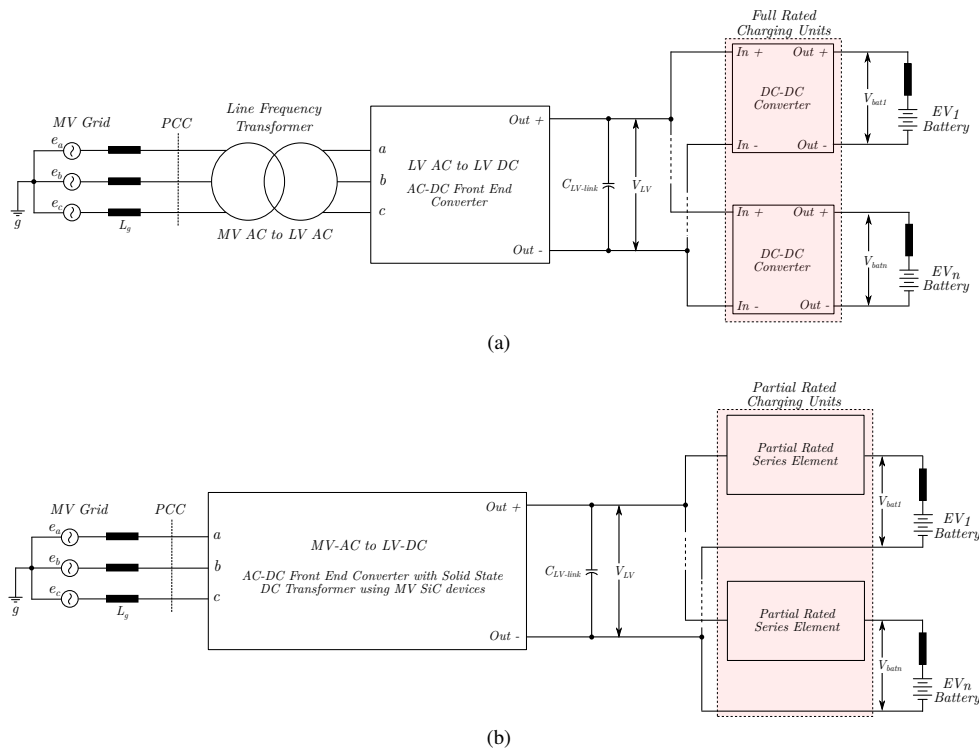 Full Rated
Charging Units
In +
Out +
DC-DC
Converter
In -
Out -
V_bat1
EV_1
Battery
Line Frequency
Transformer
MV Grid
PCC
e_a
e_b
e_c
g
L_g
MV AC to LV AC
a
b
c
LV AC to LV DC
AC-DC Front End
Converter
Out +
Out -
C_LV-link
V_LV
In +
Out +
DC-DC
Converter
In -
Out -
V_batn
EV_n
Battery
(a)
Partial Rated
Charging Units
Partial Rated
Series Element
V_bat1
EV_1
Battery
MV Grid
PCC
e_a
e_b
e_c
g
L_g
a
b
c
MV-AC to LV-DC
AC-DC Front End Converter with Solid State
DC Transformer using MV SiC devices
Out +
Out -
C_LV-link
V_LV
Partial Rated
Series Element
V_batn
EV_n
Battery
(b)